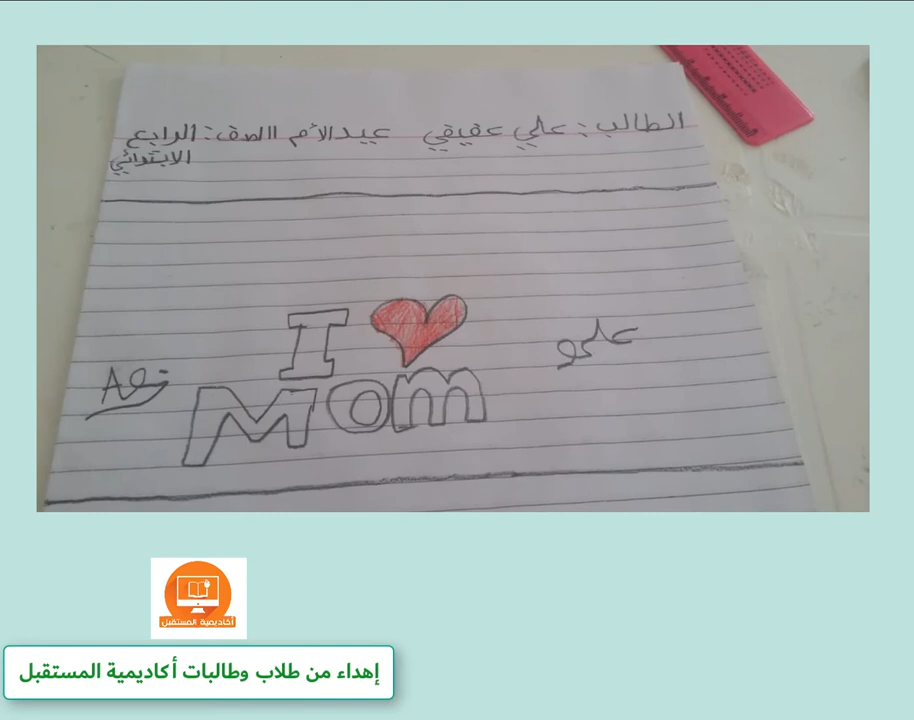 الطالب : علي عفيفي عيد الأم الصف : الرابع
الابتدائي
I
علي
Mom
أكاديمية المستقبل
إهداء من طلاب وطالبات أكاديمية المستقبل